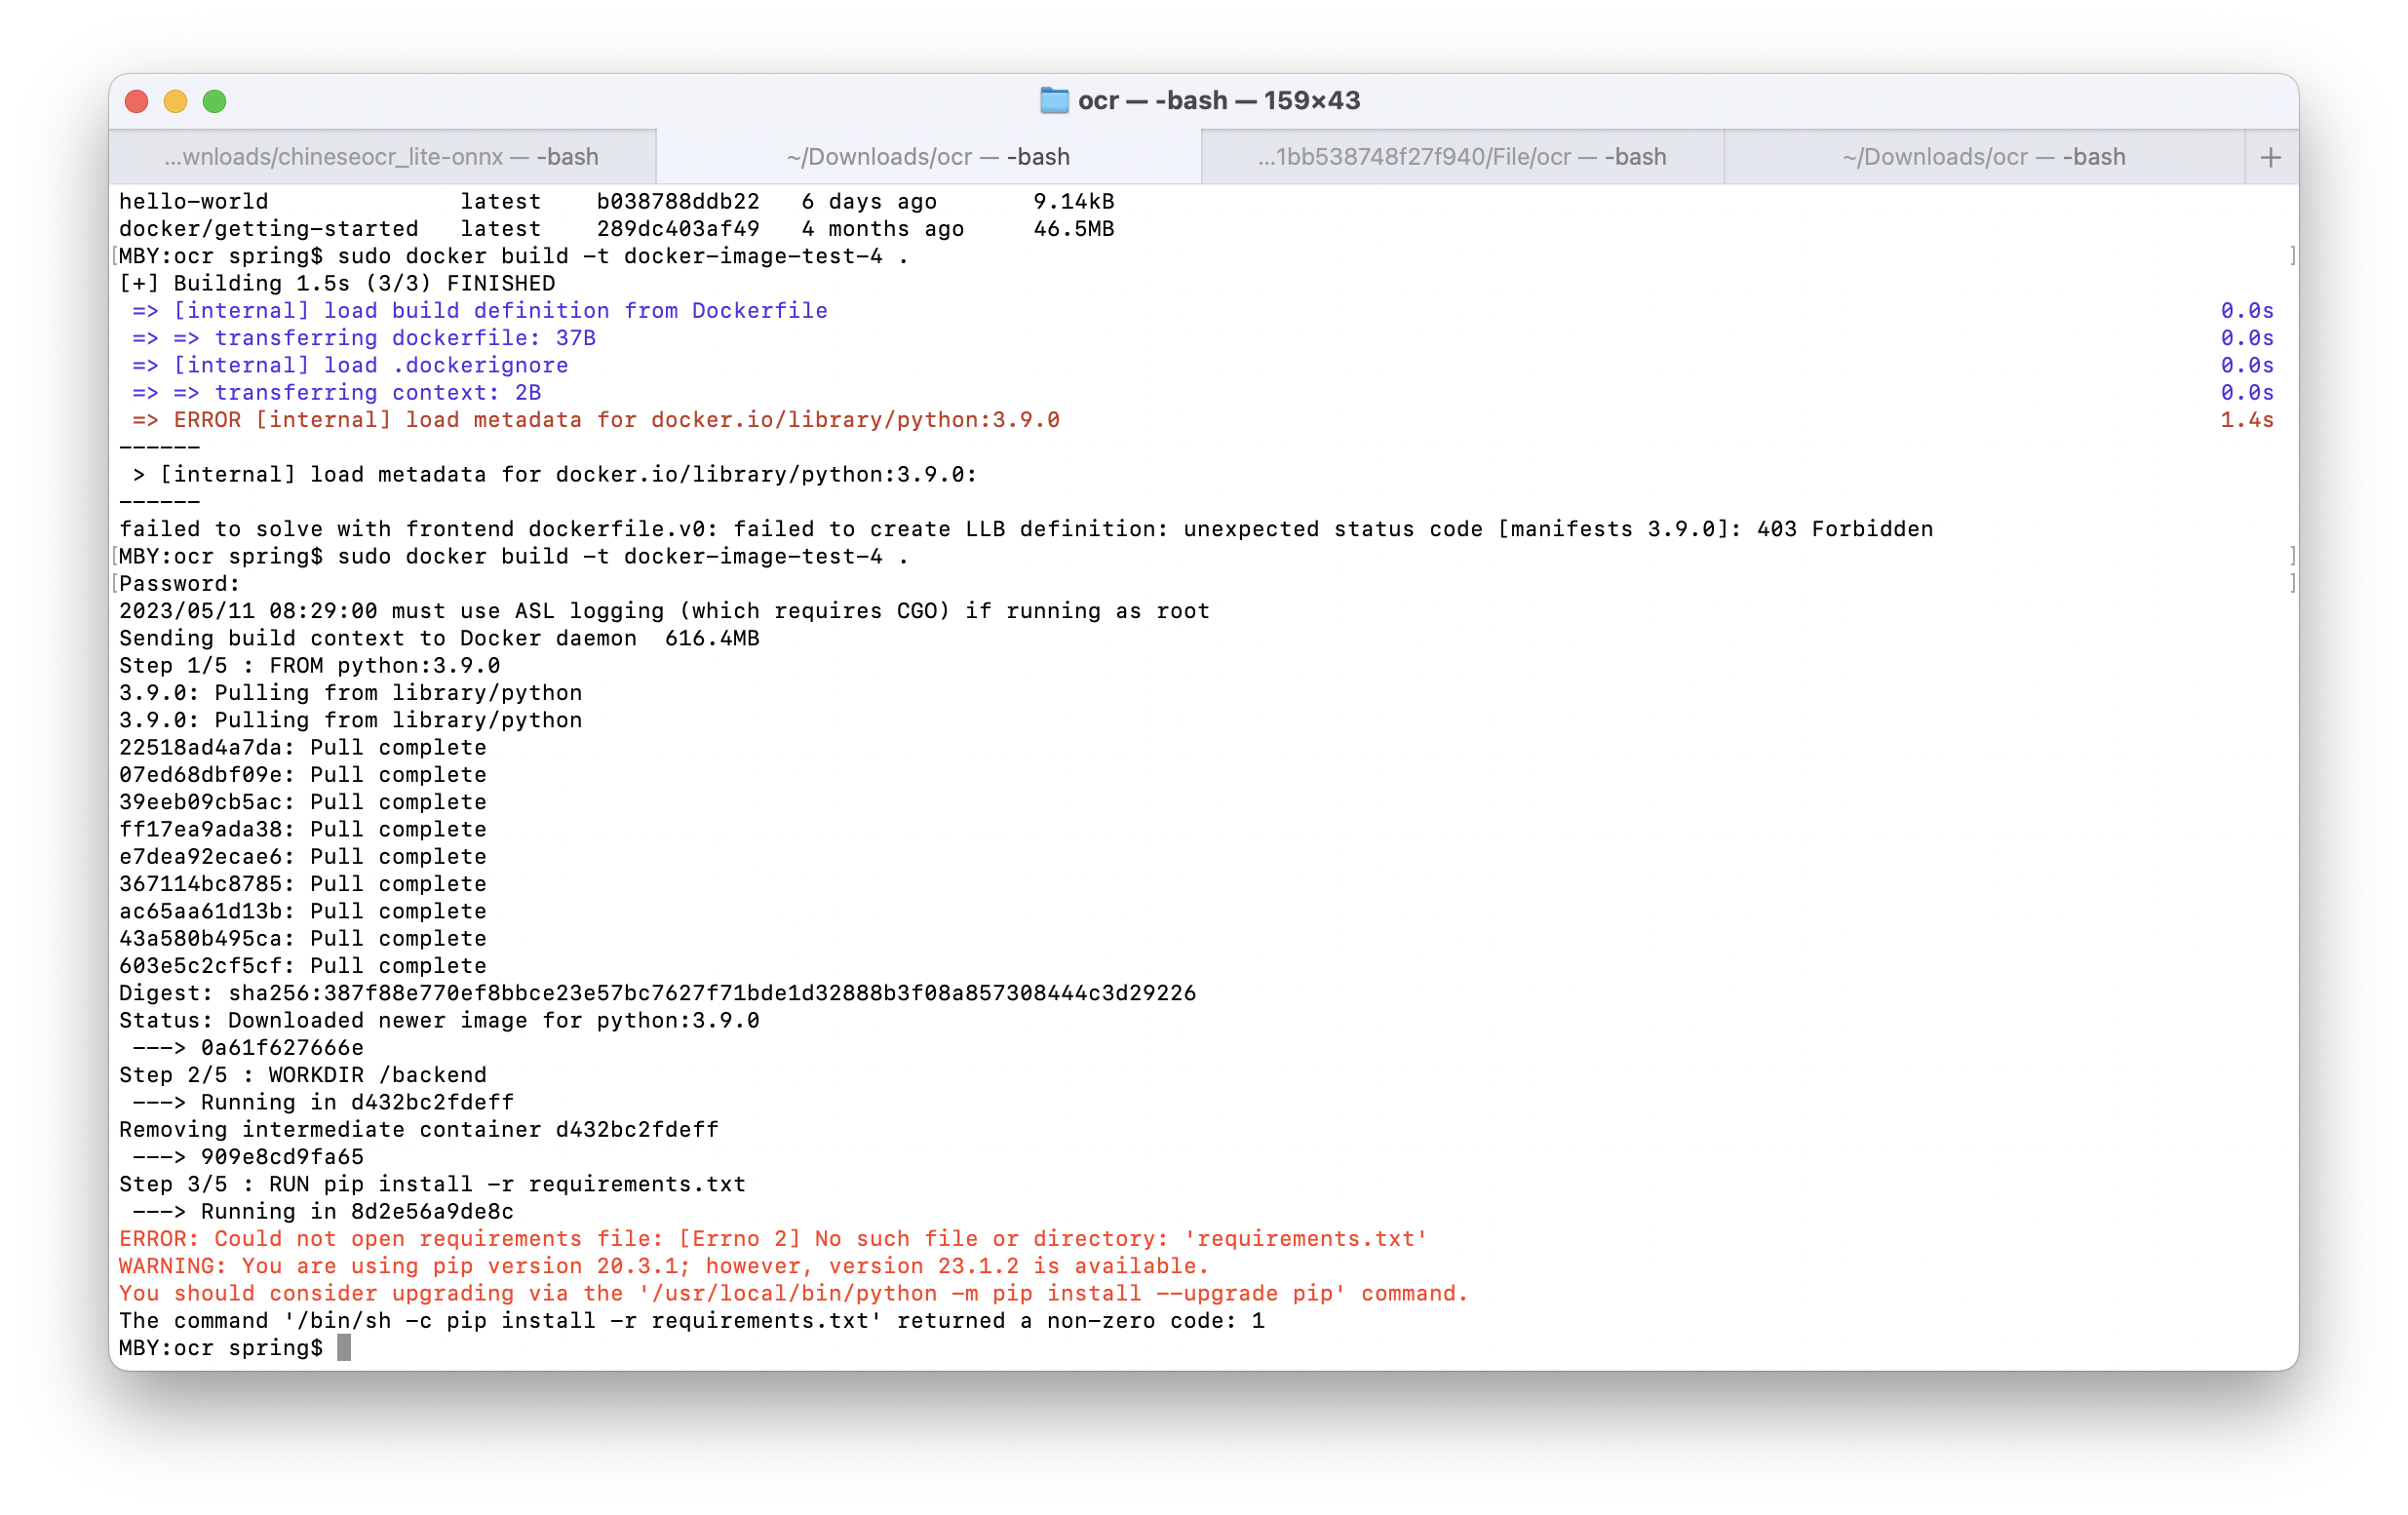 ocr — -bash — 159×43
...wnloads/chineseocr_lite-onnx — -bash ~/Downloads/ocr — -bash ...1bb538748f27f940/File/ocr — -bash ~/Downloads/ocr — -bash +
hello-world latest b038788ddb22 6 days ago 9.14kB
docker/getting-started latest 289dc403af49 4 months ago 46.5MB
[MBY:ocr spring$ sudo docker build -t docker-image-test-4 . ]
[+] Building 1.5s (3/3) FINISHED
=> [internal] load build definition from Dockerfile 0.0s
=> => transferring dockerfile: 37B 0.0s
=> [internal] load .dockerignore 0.0s
=> => transferring context: 2B 0.0s
=> ERROR [internal] load metadata for docker.io/library/python:3.9.0 1.4s
------
> [internal] load metadata for docker.io/library/python:3.9.0:
------
failed to solve with frontend dockerfile.v0: failed to create LLB definition: unexpected status code [manifests 3.9.0]: 403 Forbidden
[MBY:ocr spring$ sudo docker build -t docker-image-test-4 . ]
[Password: ]
2023/05/11 08:29:00 must use ASL logging (which requires CGO) if running as root
Sending build context to Docker daemon 616.4MB
Step 1/5 : FROM python:3.9.0
3.9.0: Pulling from library/python
3.9.0: Pulling from library/python
22518ad4a7da: Pull complete
07ed68dbf09e: Pull complete
39eeb09cb5ac: Pull complete
ff17ea9ada38: Pull complete
e7dea92ecae6: Pull complete
367114bc8785: Pull complete
ac65aa61d13b: Pull complete
43a580b495ca: Pull complete
603e5c2cf5cf: Pull complete
Digest: sha256:387f88e770ef8bbce23e57bc7627f71bde1d32888b3f08a857308444c3d29226
Status: Downloaded newer image for python:3.9.0
---> 0a61f627666e
Step 2/5 : WORKDIR /backend
---> Running in d432bc2fdeff
Removing intermediate container d432bc2fdeff
---> 909e8cd9fa65
Step 3/5 : RUN pip install -r requirements.txt
---> Running in 8d2e56a9de8c
ERROR: Could not open requirements file: [Errno 2] No such file or directory: 'requirements.txt'
WARNING: You are using pip version 20.3.1; however, version 23.1.2 is available.
You should consider upgrading via the '/usr/local/bin/python -m pip install --upgrade pip' command.
The command '/bin/sh -c pip install -r requirements.txt' returned a non-zero code: 1
MBY:ocr spring$